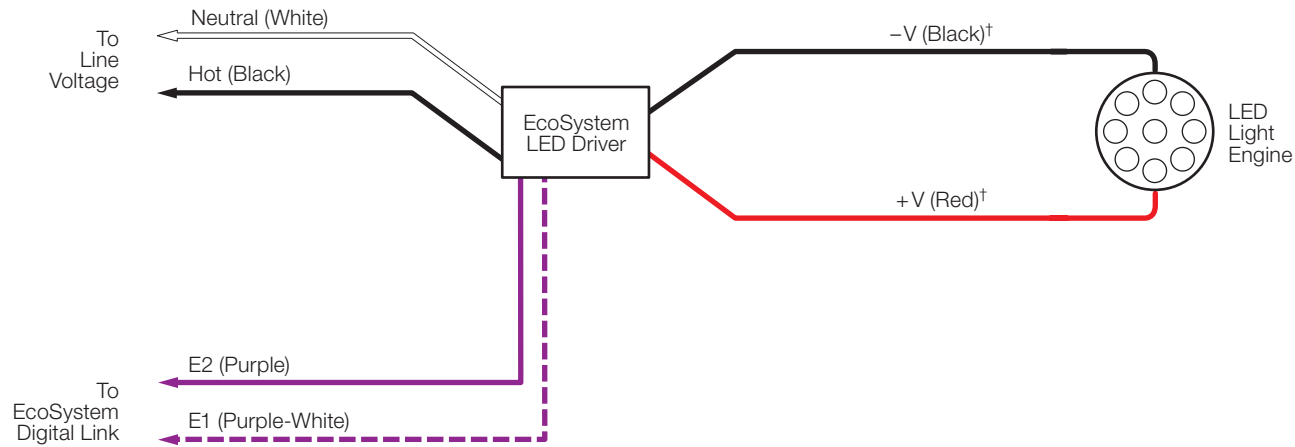 To
Line
Voltage
Neutral (White)
Hot (Black)
EcoSystem
LED Driver
–V (Black)†
+V (Red)†
LED
Light
Engine
To
EcoSystem
Digital Link
E2 (Purple)
E1 (Purple-White)